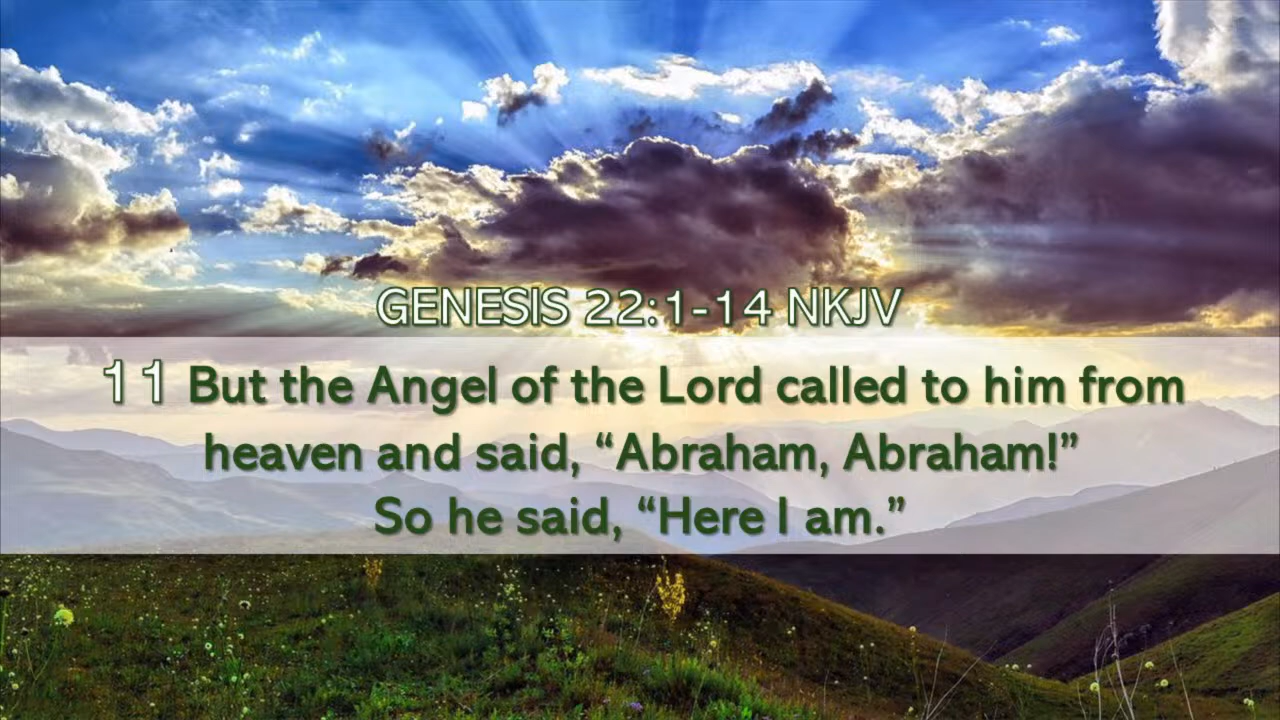 GENESIS 22:1-14 NKJV
11 But the Angel of the Lord called to him from
heaven and said, “Abraham, Abraham!”
So he said, “Here I am.”